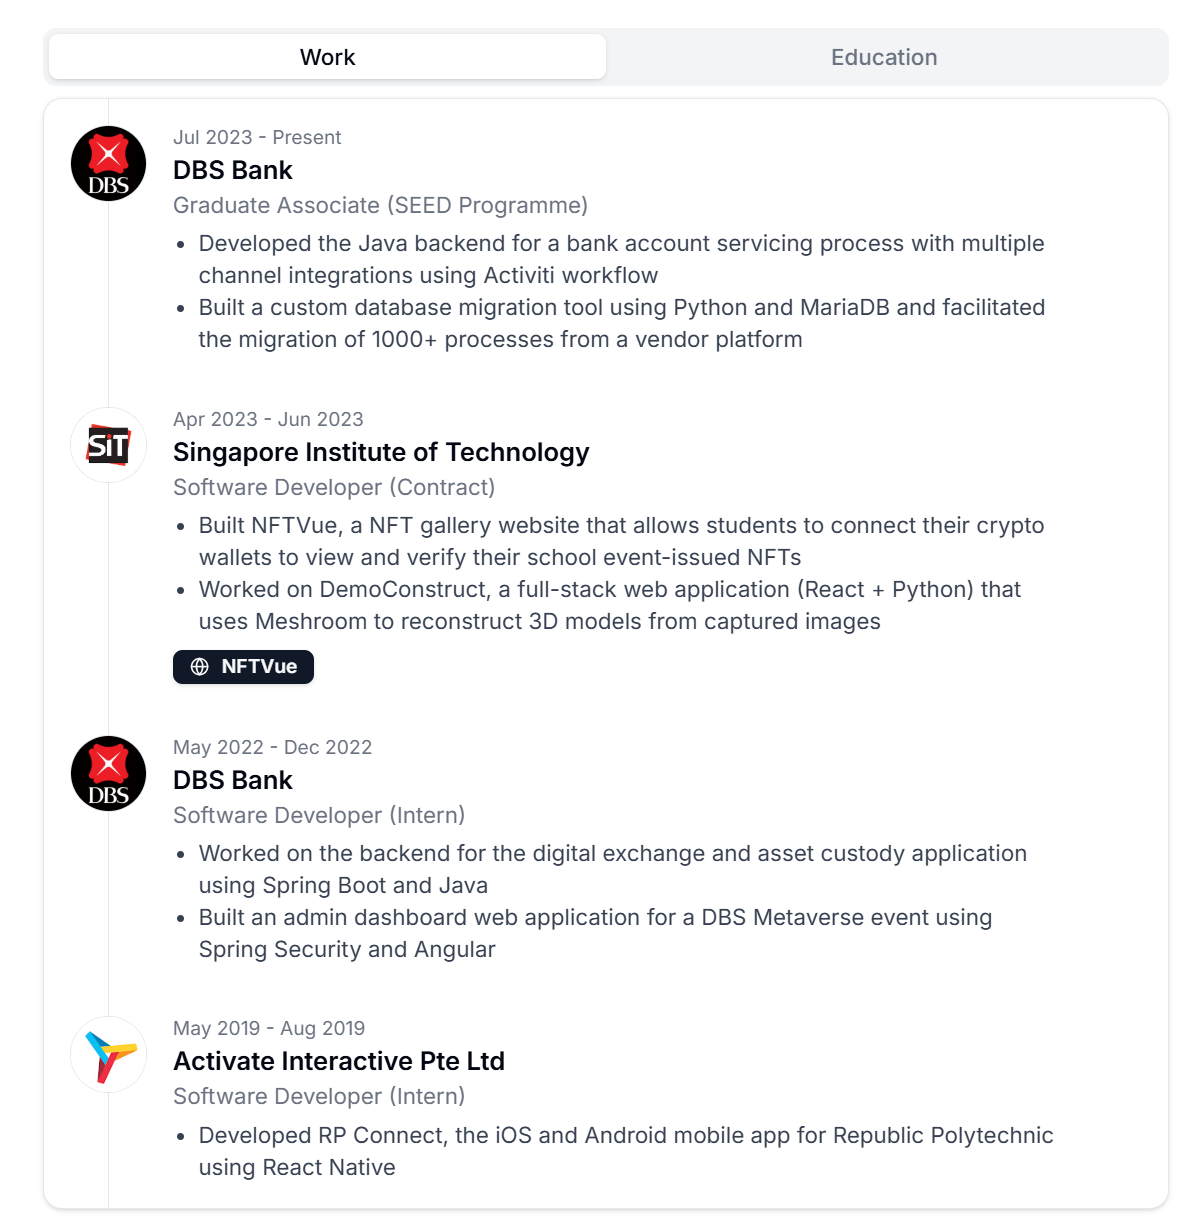 Work
Education
Jul 2023 - Present
DBS Bank
Graduate Associate (SEED Programme)
• Developed the Java backend for a bank account servicing process with multiple
channel integrations using Activiti workflow
• Built a custom database migration tool using Python and MariaDB and facilitated
the migration of 1000+ processes from a vendor platform
DBS
Apr 2023 - Jun 2023
Singapore Institute of Technology
Software Developer (Contract)
• Built NFTVue, a NFT gallery website that allows students to connect their crypto
wallets to view and verify their school event-issued NFTs
• Worked on DemoConstruct, a full-stack web application (React + Python) that
uses Meshroom to reconstruct 3D models from captured images
NFTVue
SiT
May 2022 - Dec 2022
DBS Bank
Software Developer (Intern)
• Worked on the backend for the digital exchange and asset custody application
using Spring Boot and Java
• Built an admin dashboard web application for a DBS Metaverse event using
Spring Security and Angular
DBS
May 2019 - Aug 2019
Activate Interactive Pte Ltd
Software Developer (Intern)
• Developed RP Connect, the iOS and Android mobile app for Republic Polytechnic
using React Native